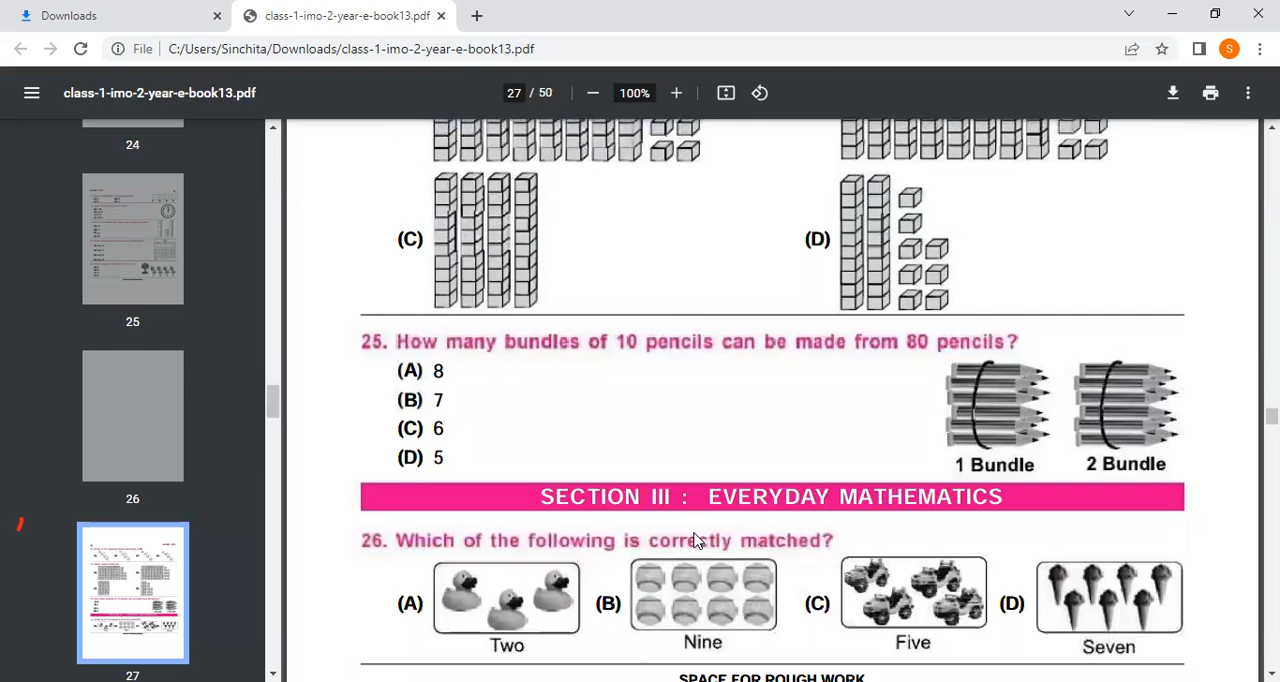 Downloads
class-1-imo-2-year-e-book13.pdf
File
C:/Users/Sinchita/Downloads/class-1-imo-2-year-e-book13.pdf
S
class-1-imo-2-year-e-book13.pdf
27 / 50
100%
24
25
26
27
(C)
(D)
25. How many bundles of 10 pencils can be made from 80 pencils?
(A) 8
(B) 7
(C) 6
(D) 5
1 Bundle
2 Bundle
SECTION III : EVERYDAY MATHEMATICS
26. Which of the following is correctly matched?
(A)
(B)
(C)
(D)
Two
Nine
Five
Seven
SPACE FOR ROUGH WORK